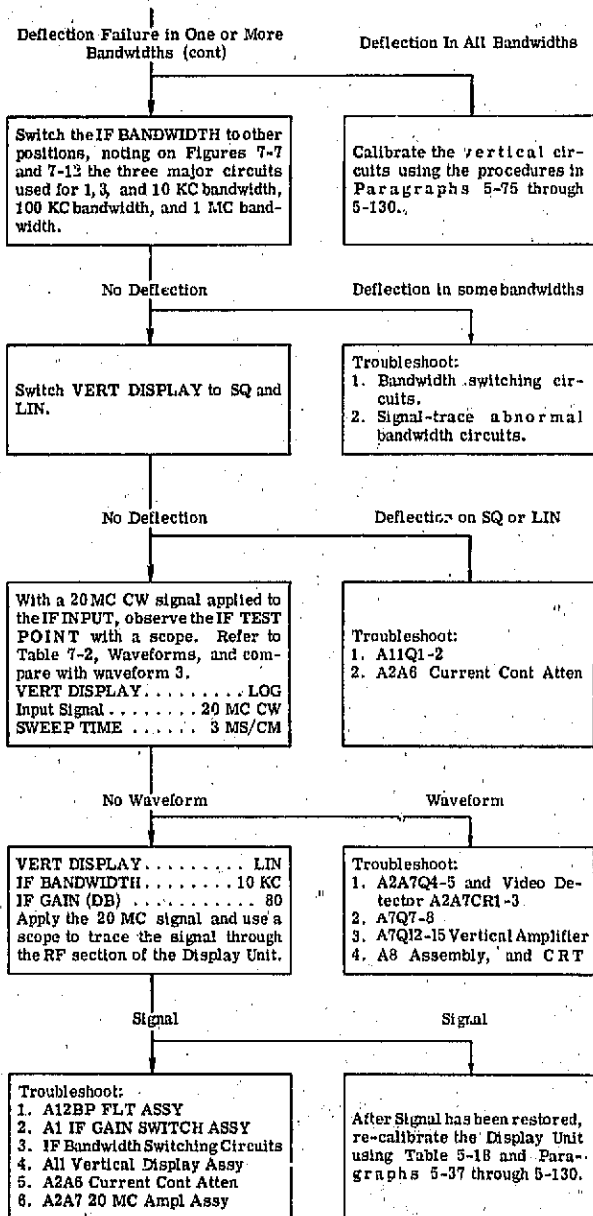 Deflection Failure in One or More
Bandwidths (cont)
Deflection In All Bandwidths
Switch the IF BANDWIDTH to other
positions, noting on Figures 7-7
and 7-12 the three major circuits
used for 1, 3, and 10 KC bandwidth,
100 KC bandwidth, and 1 MC band-
width.
Calibrate the vertical cir-
cuits using the procedures in
Paragraphs 5-75 through
5-130.
No Deflection
Deflection in some bandwidths
Switch VERT DISPLAY to SQ and
LIN.
Troubleshoot:
1. Bandwidth switching cir-
cuits.
2. Signal-trace abnormal
bandwidth circuits.
No Deflection
Deflection on SQ or LIN
With a 20 MC CW signal applied to
the IF INPUT, observe the IF TEST
POINT with a scope. Refer to
Table 7-2, Waveforms, and com-
pare with waveform 3.
VERT DISPLAY......... LOG
Input Signal ........ 20 MC CW
SWEEP TIME ...... 3 MS/CM
Troubleshoot:
1. A11Q1-2
2. A2A6 Current Cont Atten
No Waveform
Waveform
VERT DISPLAY......... LIN
IF BANDWIDTH........ 10 KC
IF GAIN (DB) .......... 80
Apply the 20 MC signal and use a
scope to trace the signal through
the RF section of the Display Unit.
Troubleshoot:
1. A2A7Q4-5 and Video De-
tector A2A7CR1-3
2. A7Q7-8
3. A7Q12-15 Vertical Amplifier
4. A8 Assembly, and CRT
Signal
Signal
Troubleshoot:
1. A12BP FLT ASSY
2. A1 IF GAIN SWITCH ASSY
3. IF Bandwidth Switching Circuits
4. A11 Vertical Display Assy
5. A2A6 Current Cont Atten
6. A2A7 20 MC Ampl Assy
After Signal has been restored,
re-calibrate the Display Unit
using Table 5-18 and Para-
graphs 5-37 through 5-130.